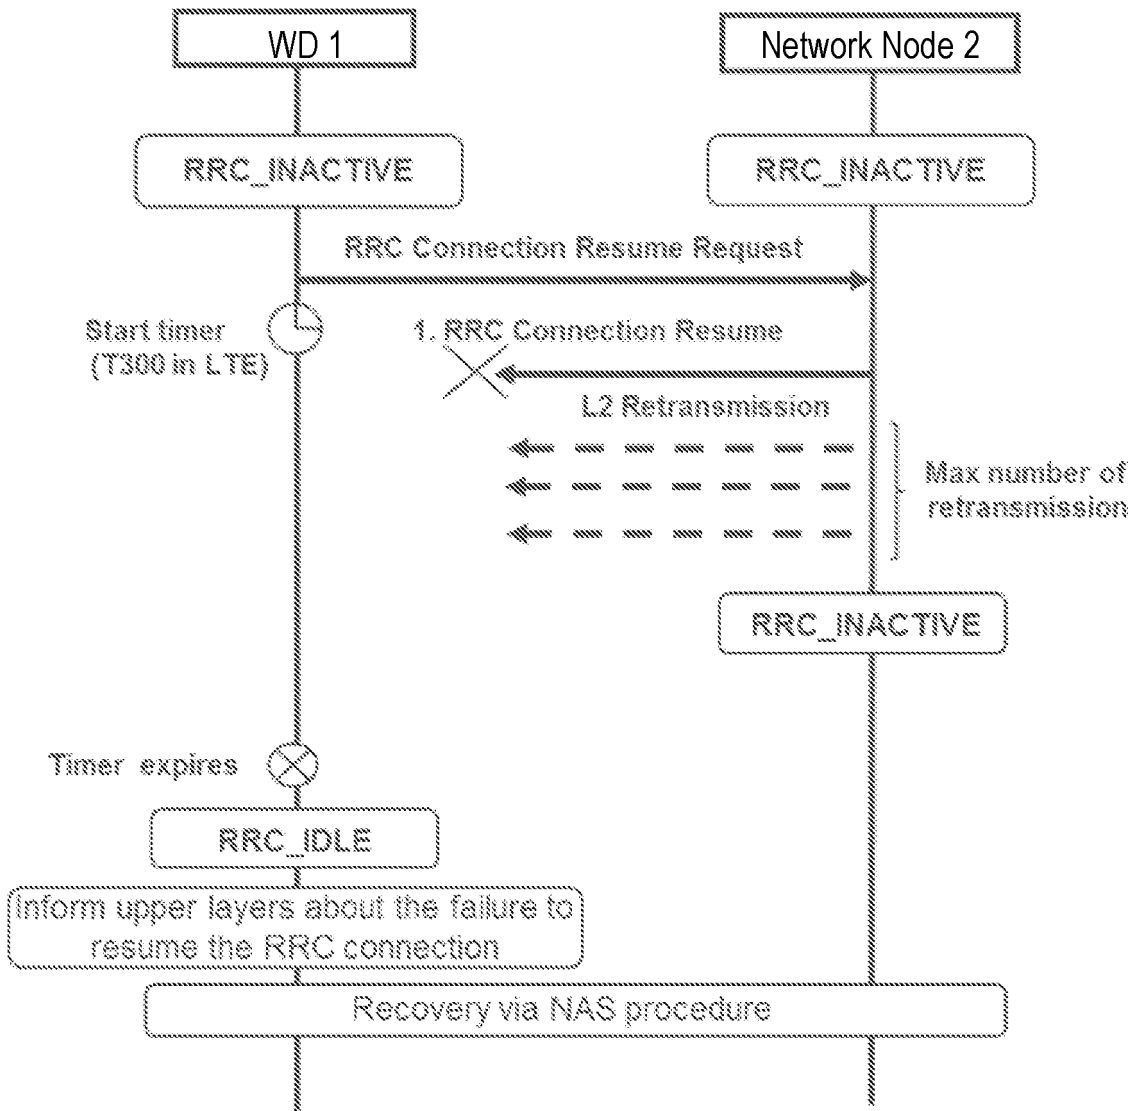 WD 1
Network Node 2
RRC_INACTIVE
RRC_INACTIVE
RRC Connection Resume Request
Start timer
(T300 in LTE)
1. RRC Connection Resume
L2 Retransmission
Max number of
retransmission
RRC_INACTIVE
Timer expires
RRC_IDLE
Inform upper layers about the failure to
resume the RRC connection
Recovery via NAS procedure